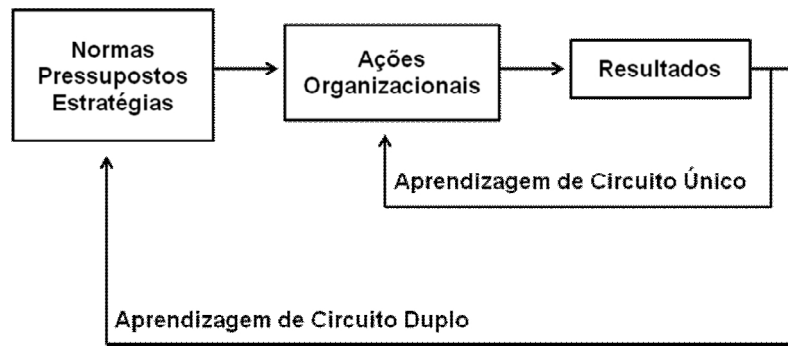 Normas
Pressupostos
Estratégias
Ações
Organizacionais
Resultados
Aprendizagem de Circuito Único
Aprendizagem de Circuito Duplo